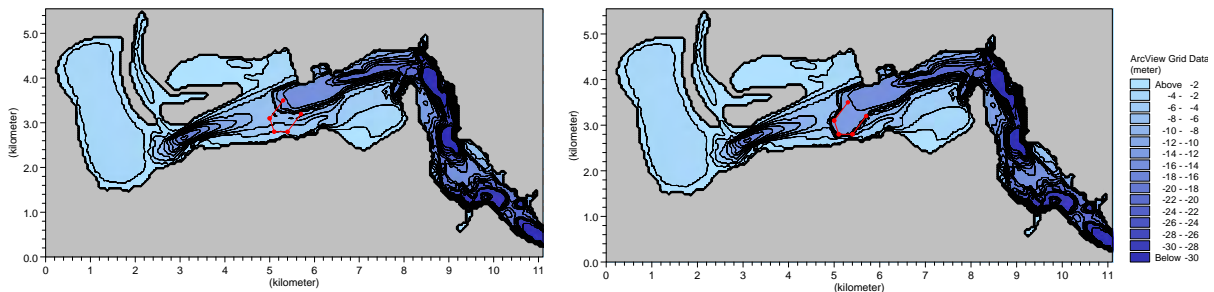 5.0
4.0
3.0
2.0
1.0
0.0
(kilometer)
0 1 2 3 4 5 6 7 8 9 10 11
(kilometer)
5.0
4.0
3.0
2.0
1.0
0.0
(kilometer)
0 1 2 3 4 5 6 7 8 9 10 11
(kilometer)
ArcView Grid Data
(meter)
Above -2
-4 - -2
-6 - -4
-8 - -6
-10 - -8
-12 - -10
-14 - -12
-16 - -14
-18 - -16
-20 - -18
-22 - -20
-24 - -22
-26 - -24
-28 - -26
-30 - -28
Below -30